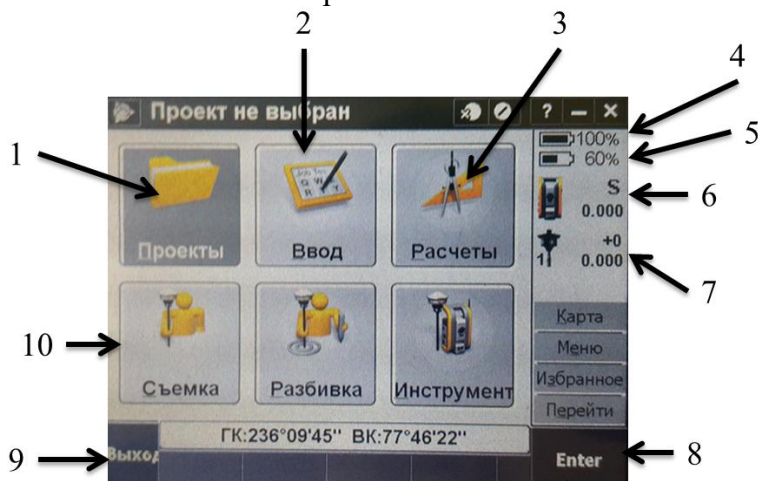 2
3
4
5
1
6
7
10
9
8
Проект не выбран
? – ×
100%
60%
S
0.000
+0
1 0.000
Проекты
Ввод
Расчеты
Съемка
Разбивка
Инструмент
Карта
Меню
Избранное
Перейти
ГК:236°09'45'' ВК:77°46'22''
Выход
Enter